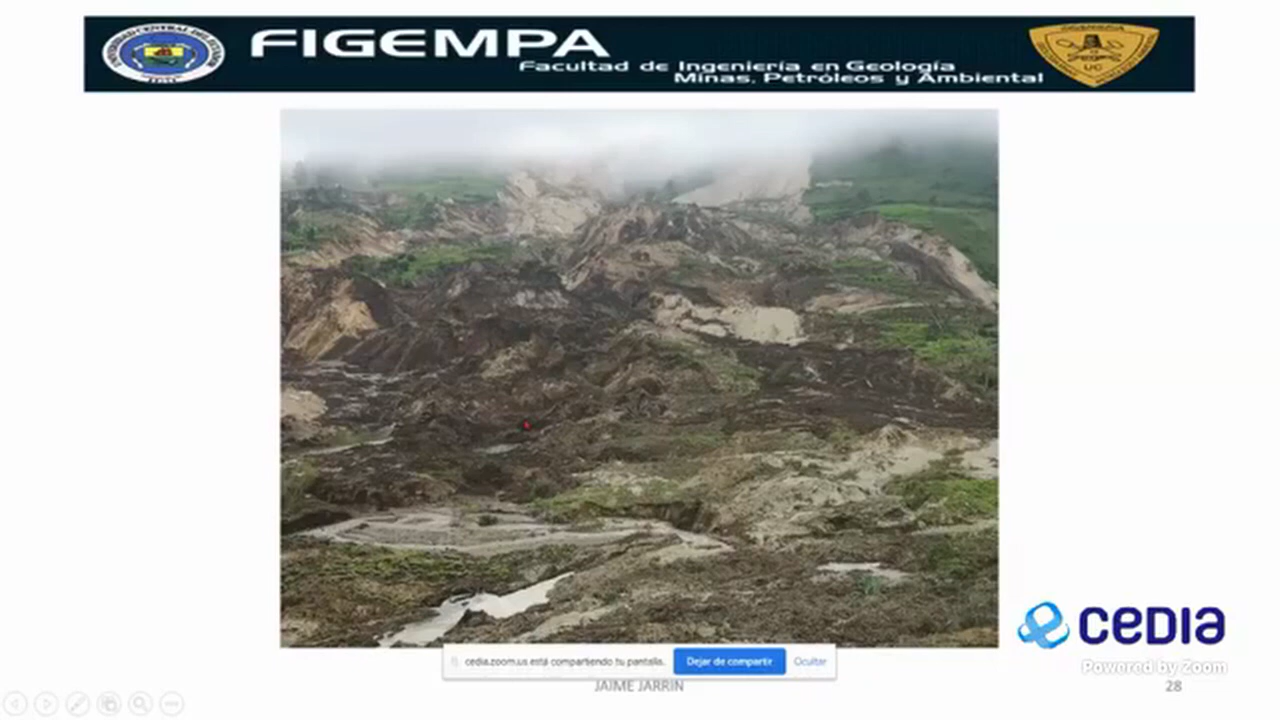 FIGEMPA
Facultad de Ingeniería en Geología
Minas, Petróleos y Ambiental
UC
cedia
Powered by Zoom
cedia.zoom.us está compartiendo tu pantalla.
Dejar de compartir
Ocultar
JAIME JARRIN
28